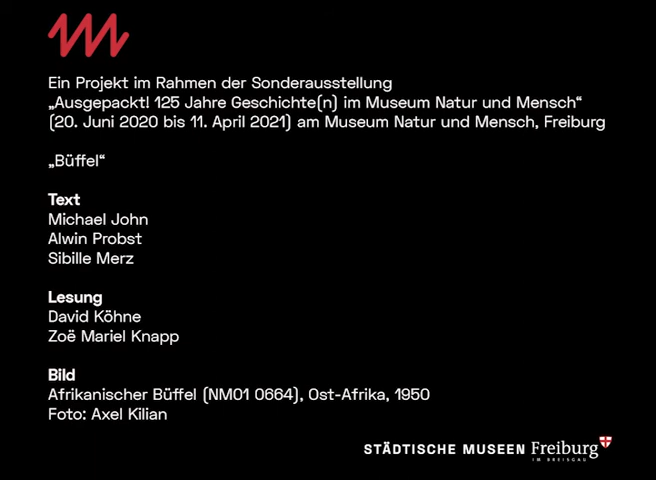 Ein Projekt im Rahmen der Sonderausstellung
„Ausgepackt! 125 Jahre Geschichte(n) im Museum Natur und Mensch“
(20. Juni 2020 bis 11. April 2021) am Museum Natur und Mensch, Freiburg
„Büffel“
Text
Michael John
Alwin Probst
Sibille Merz
Lesung
David Köhne
Zoë Mariel Knapp
Bild
Afrikanischer Büffel (NM01 0664), Ost-Afrika, 1950
Foto: Axel Kilian
STÄDTISCHE MUSEEN Freiburg
IM BREISGAU